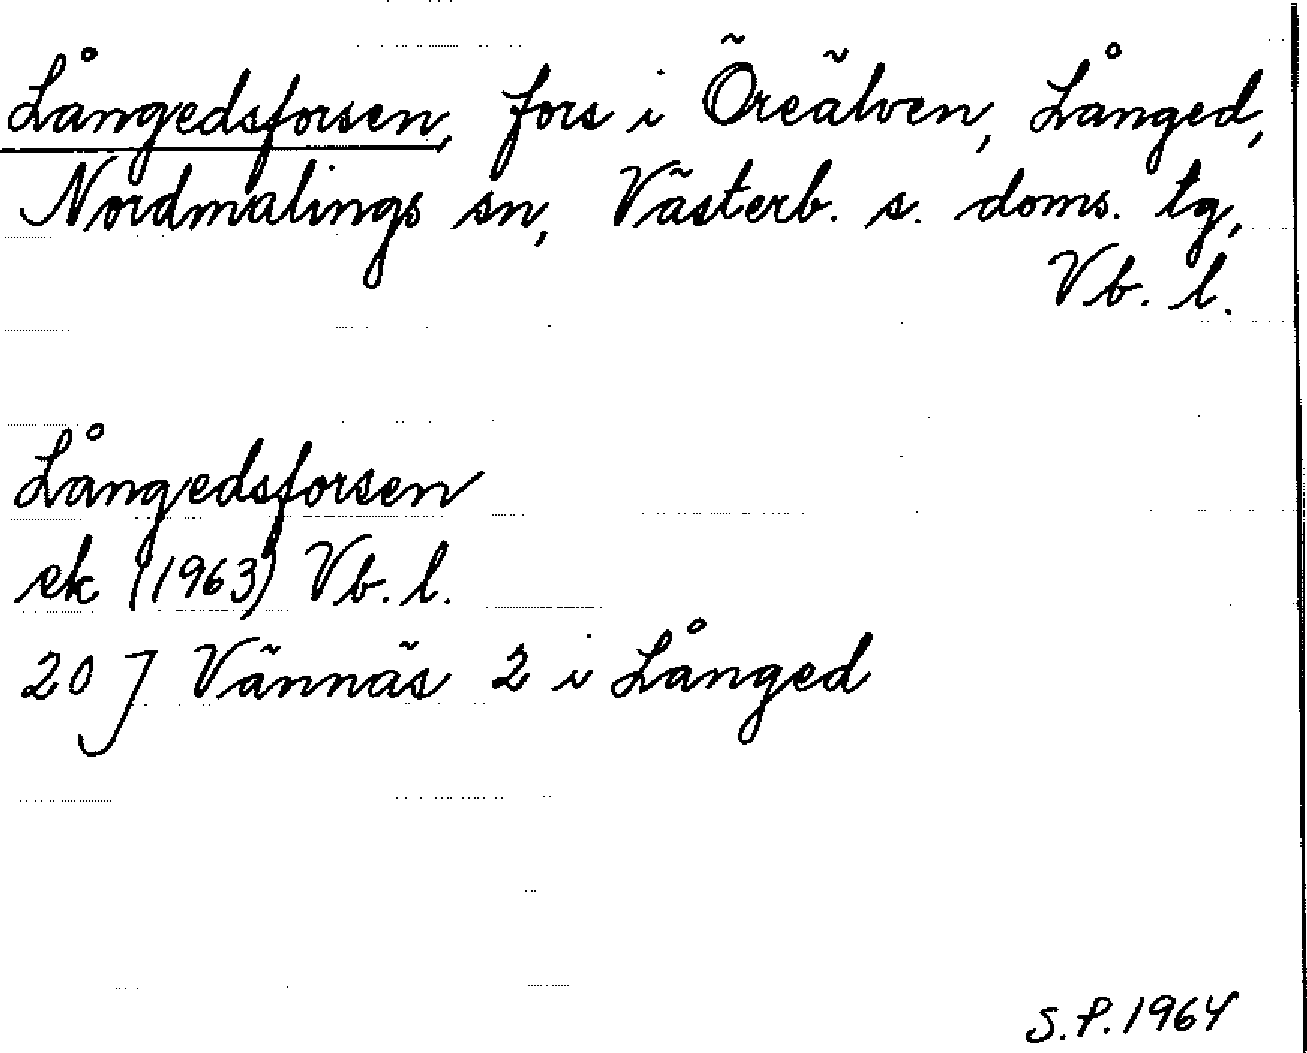 Långedsforsen, fors i Öreälven, Långed,
Nordmalings sn, Västerb. s. doms. tg,
Vb. l.
Långedsforsen
ek (1963) Vb. l.
20 J Vännäs 2 i Långed
S.P. 1964